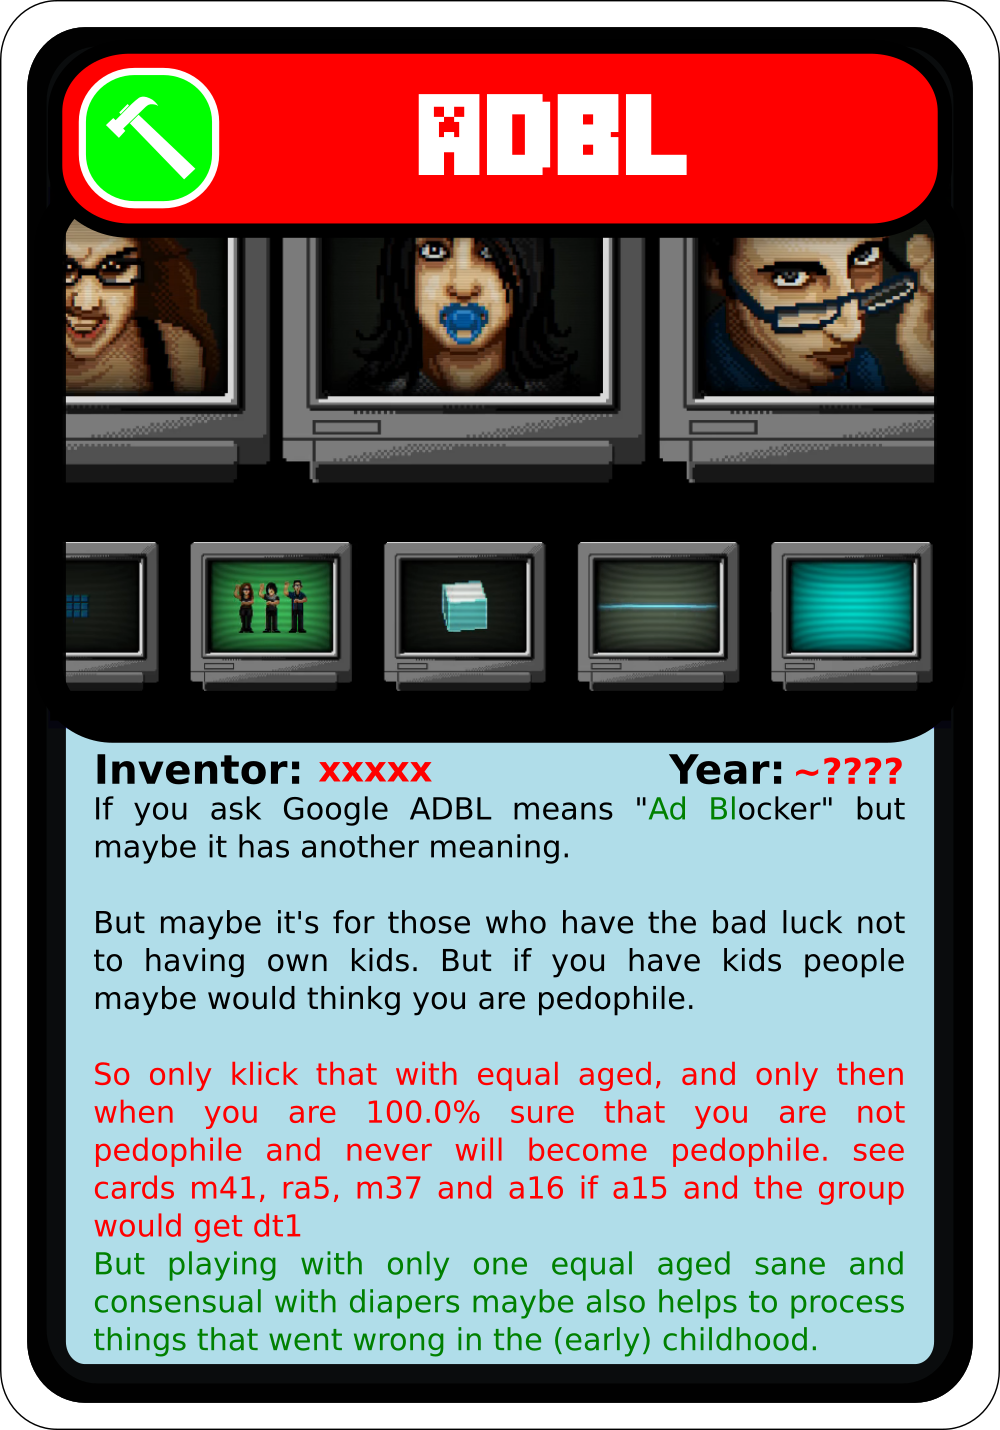 ADBL
Inventor: xxxxx Year: ~????
If you ask Google ADBL means "Ad Blocker" but
maybe it has another meaning.
But maybe it's for those who have the bad luck not
to having own kids. But if you have kids people
maybe would thinkg you are pedophile.
So only klick that with equal aged, and only then
when you are 100.0% sure that you are not
pedophile and never will become pedophile. see
cards m41, ra5, m37 and a16 if a15 and the group
would get dt1
But playing with only one equal aged sane and
consensual with diapers maybe also helps to process
things that went wrong in the (early) childhood.